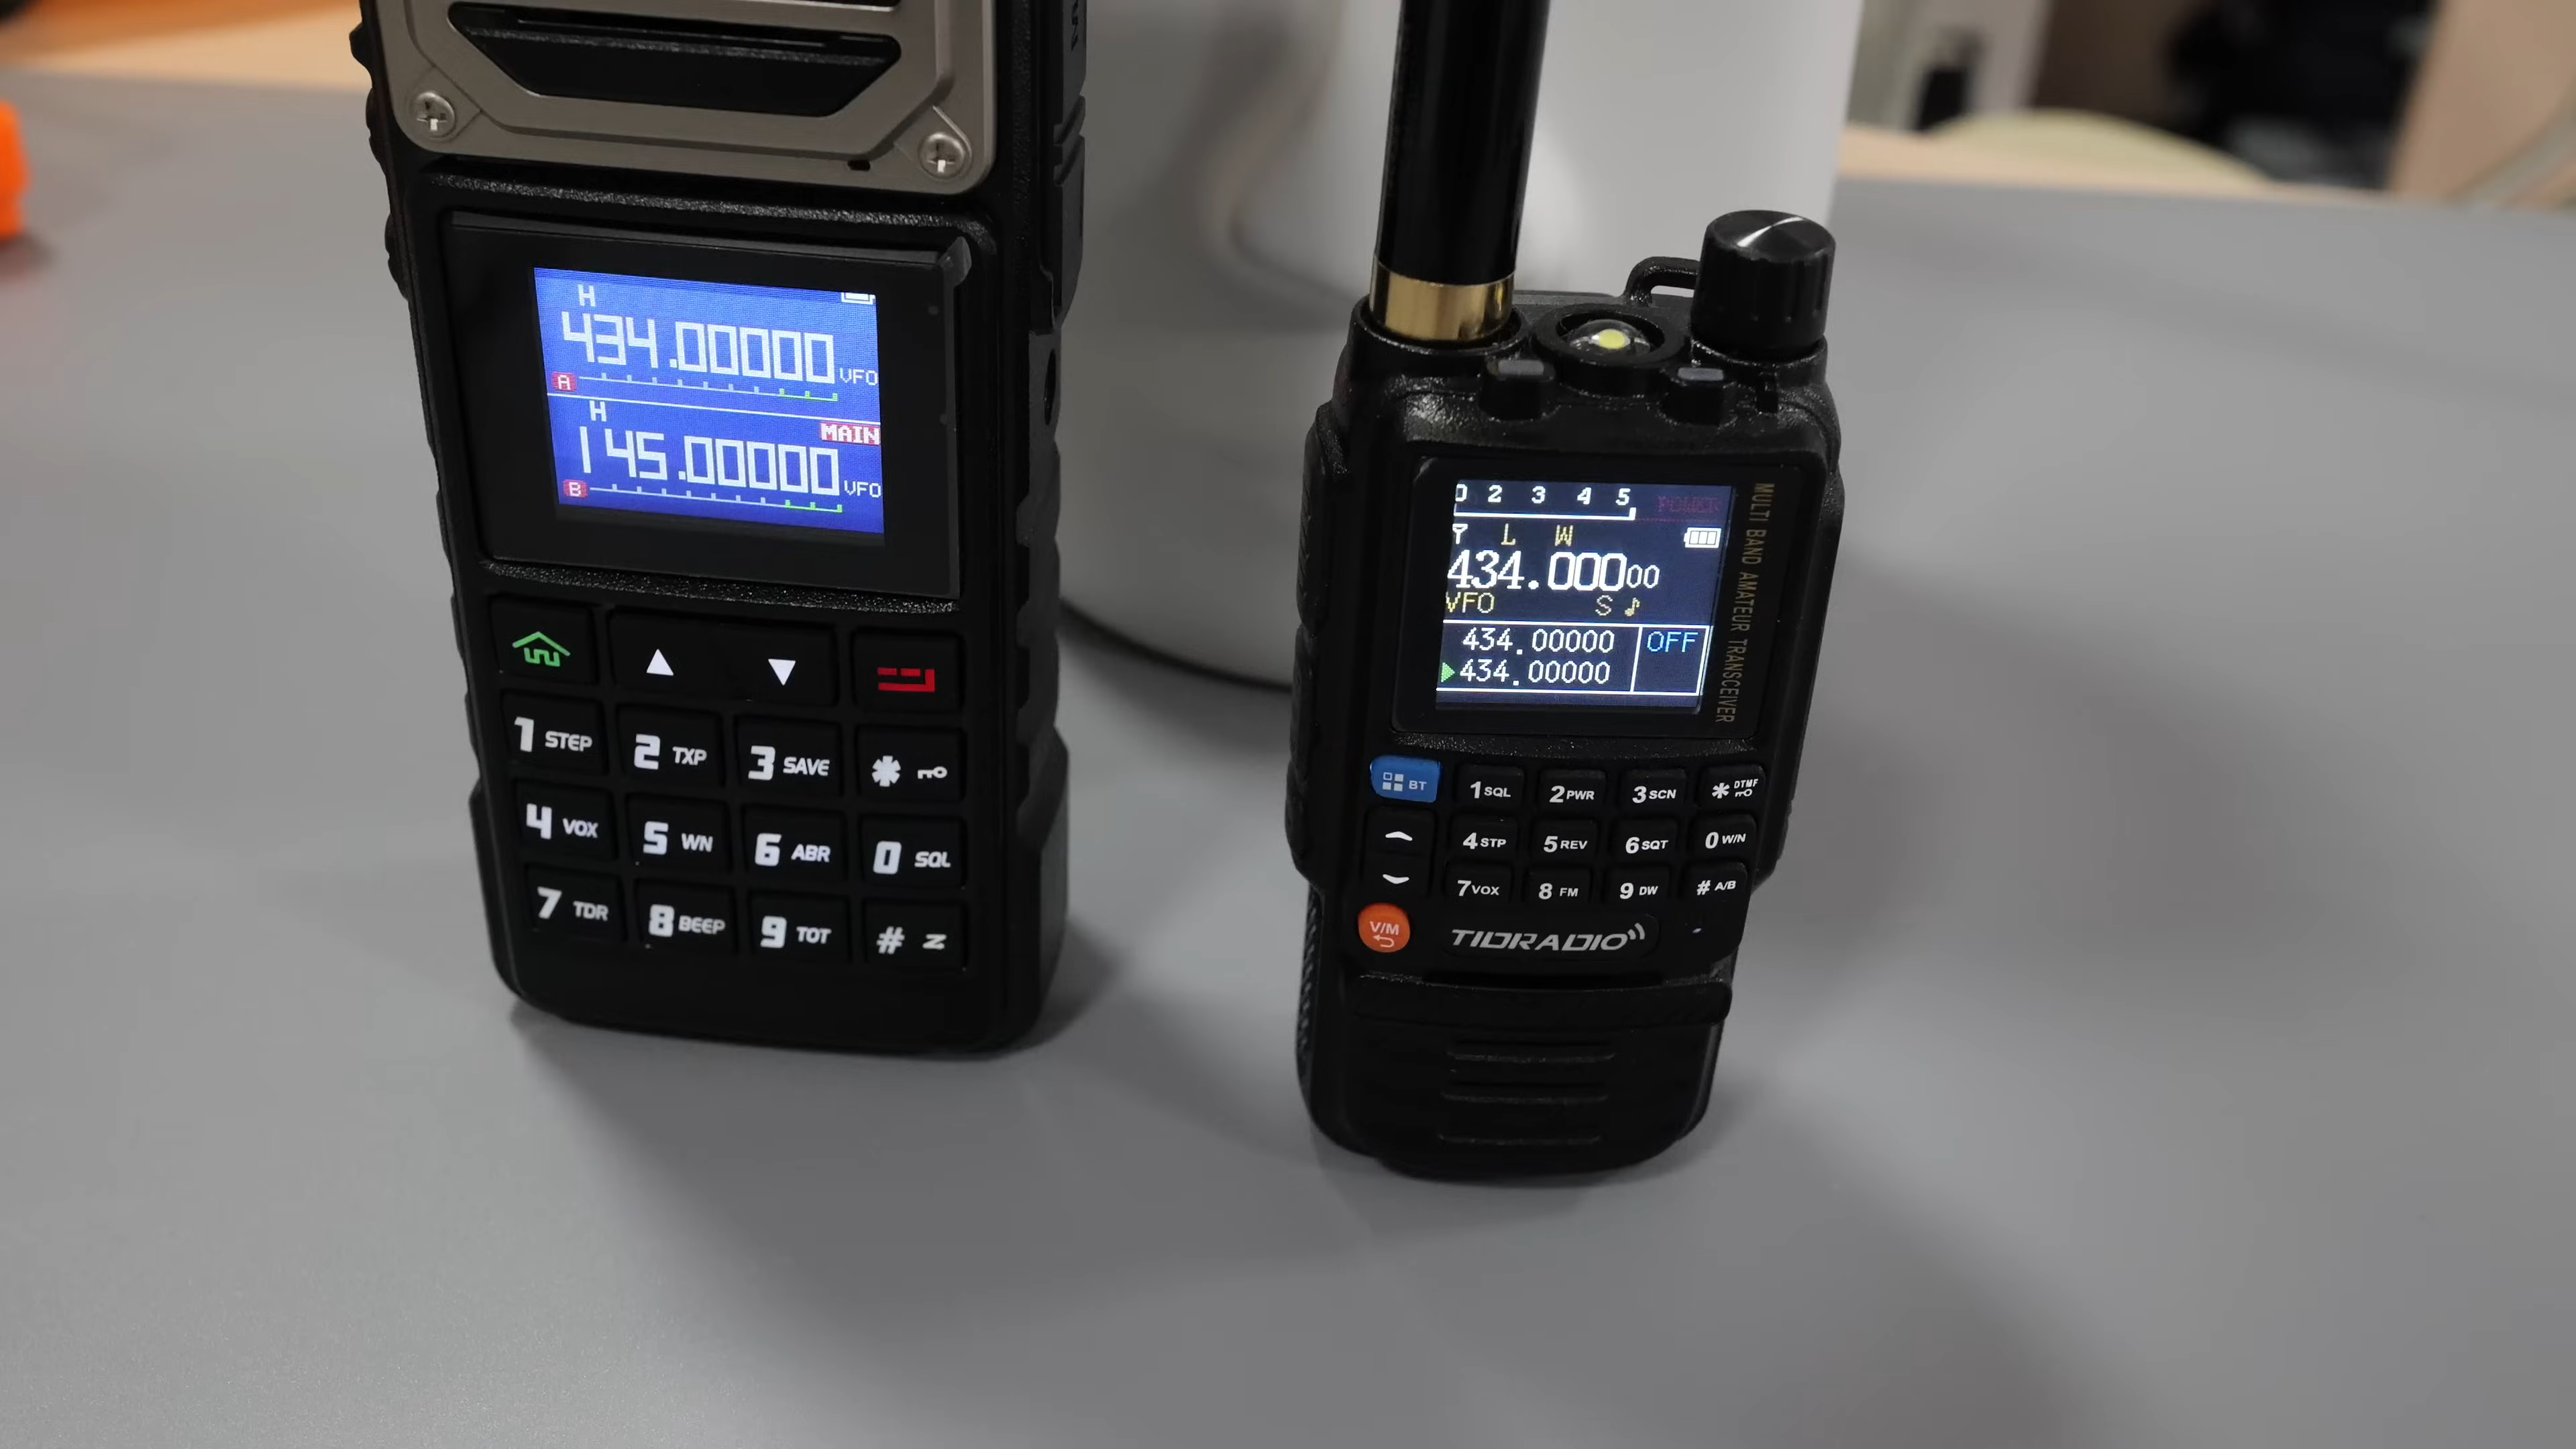 H
434.00000
A VFO
H
MAIN
145.00000
B VFO
1 STEP 2 TXP 3 SAVE *
4 VOX 5 WN 6 ABR 0 SQL
7 TDR 8 BEEP 9 TOT # Z
0 2 3 4 5 POWER
L W
434.00000
VFO S
434.00000 OFF
434.00000
MULTI BAND AMATEUR TRANSCEIVER
BT 1 SQL 2 PWR 3 SCN * DTMF
4 STP 5 REV 6 SQT 0 W/N
7 VOX 8 FM 9 DW # A/B
V/M
TIDRADIO